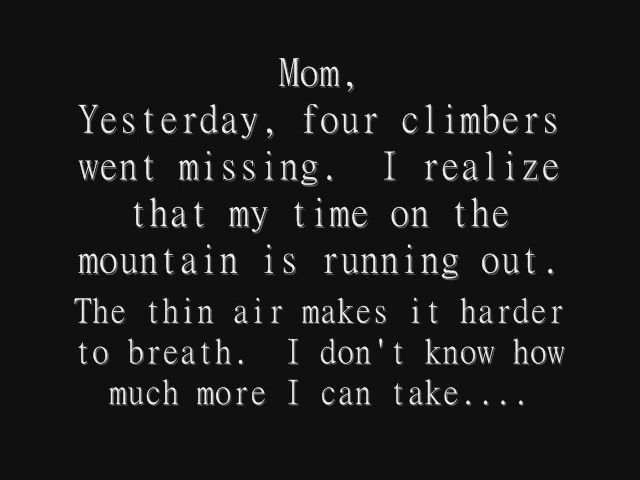 Mom,
Yesterday, four climbers
went missing.  I realize
that my time on the
mountain is running out.
The thin air makes it harder
to breath.  I don't know how
much more I can take....